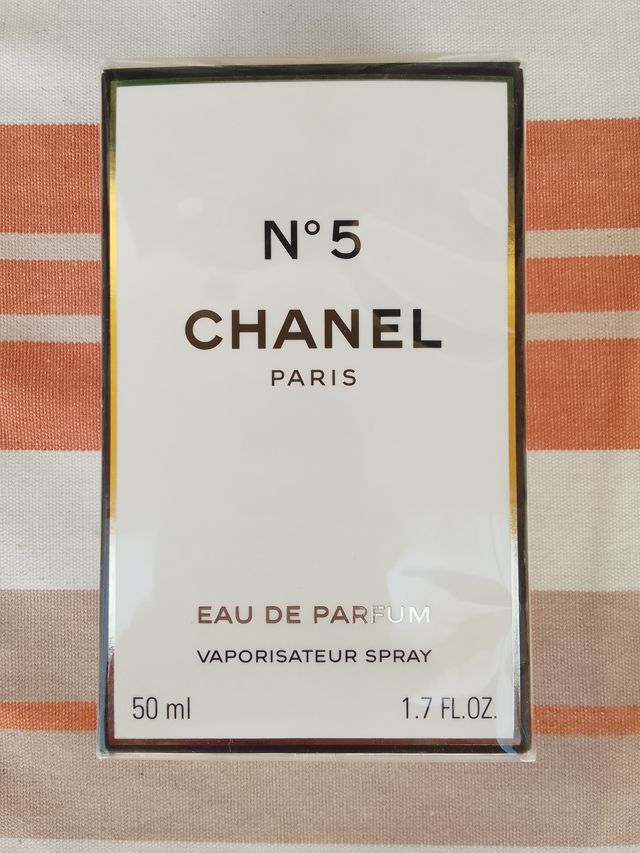 N°5
CHANEL
PARIS
EAU DE PARFUM
VAPORISATEUR SPRAY
50 ml 1.7 FL.OZ.